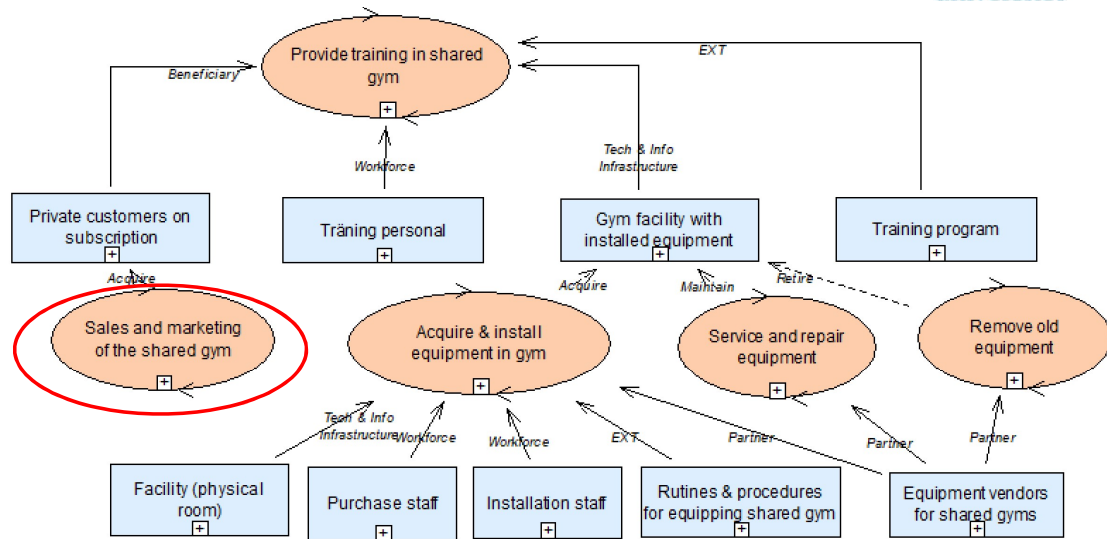 Provide training in shared
gym
EXT
Beneficiary
Workforce
Tech & Info
Infrastructure
Private customers on
subscription
Träning personal
Gym facility with
installed equipment
Training program
Acquire
Acquire
Maintain
Retire
Sales and marketing
of the shared gym
Acquire & install
equipment in gym
Service and repair
equipment
Remove old
equipment
Tech & Info
Infrastructure
Workforce
Workforce
EXT
Partner
Partner
Partner
Facility (physical
room)
Purchase staff
Installation staff
Rutines & procedures
for equipping shared gym
Equipment vendors
for shared gyms